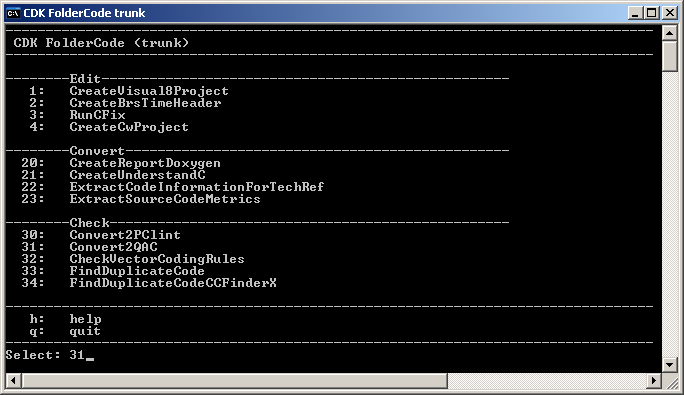 CDK FolderCode trunk
CDK FolderCode (trunk)
Edit
1: CreateVisual8Project
2: CreateBrsTimeHeader
3: RunCFix
4: CreateCwProject
Convert
20: CreateReportDoxygen
21: CreateUnderstandC
22: ExtractCodeInformationForTechRef
23: ExtractSourceCodeMetrics
Check
30: Convert2PClint
31: Convert2QAC
32: CheckVectorCodingRules
33: FindDuplicateCode
34: FindDuplicateCodeCCFinderX
h: help
q: quit
Select: 31_